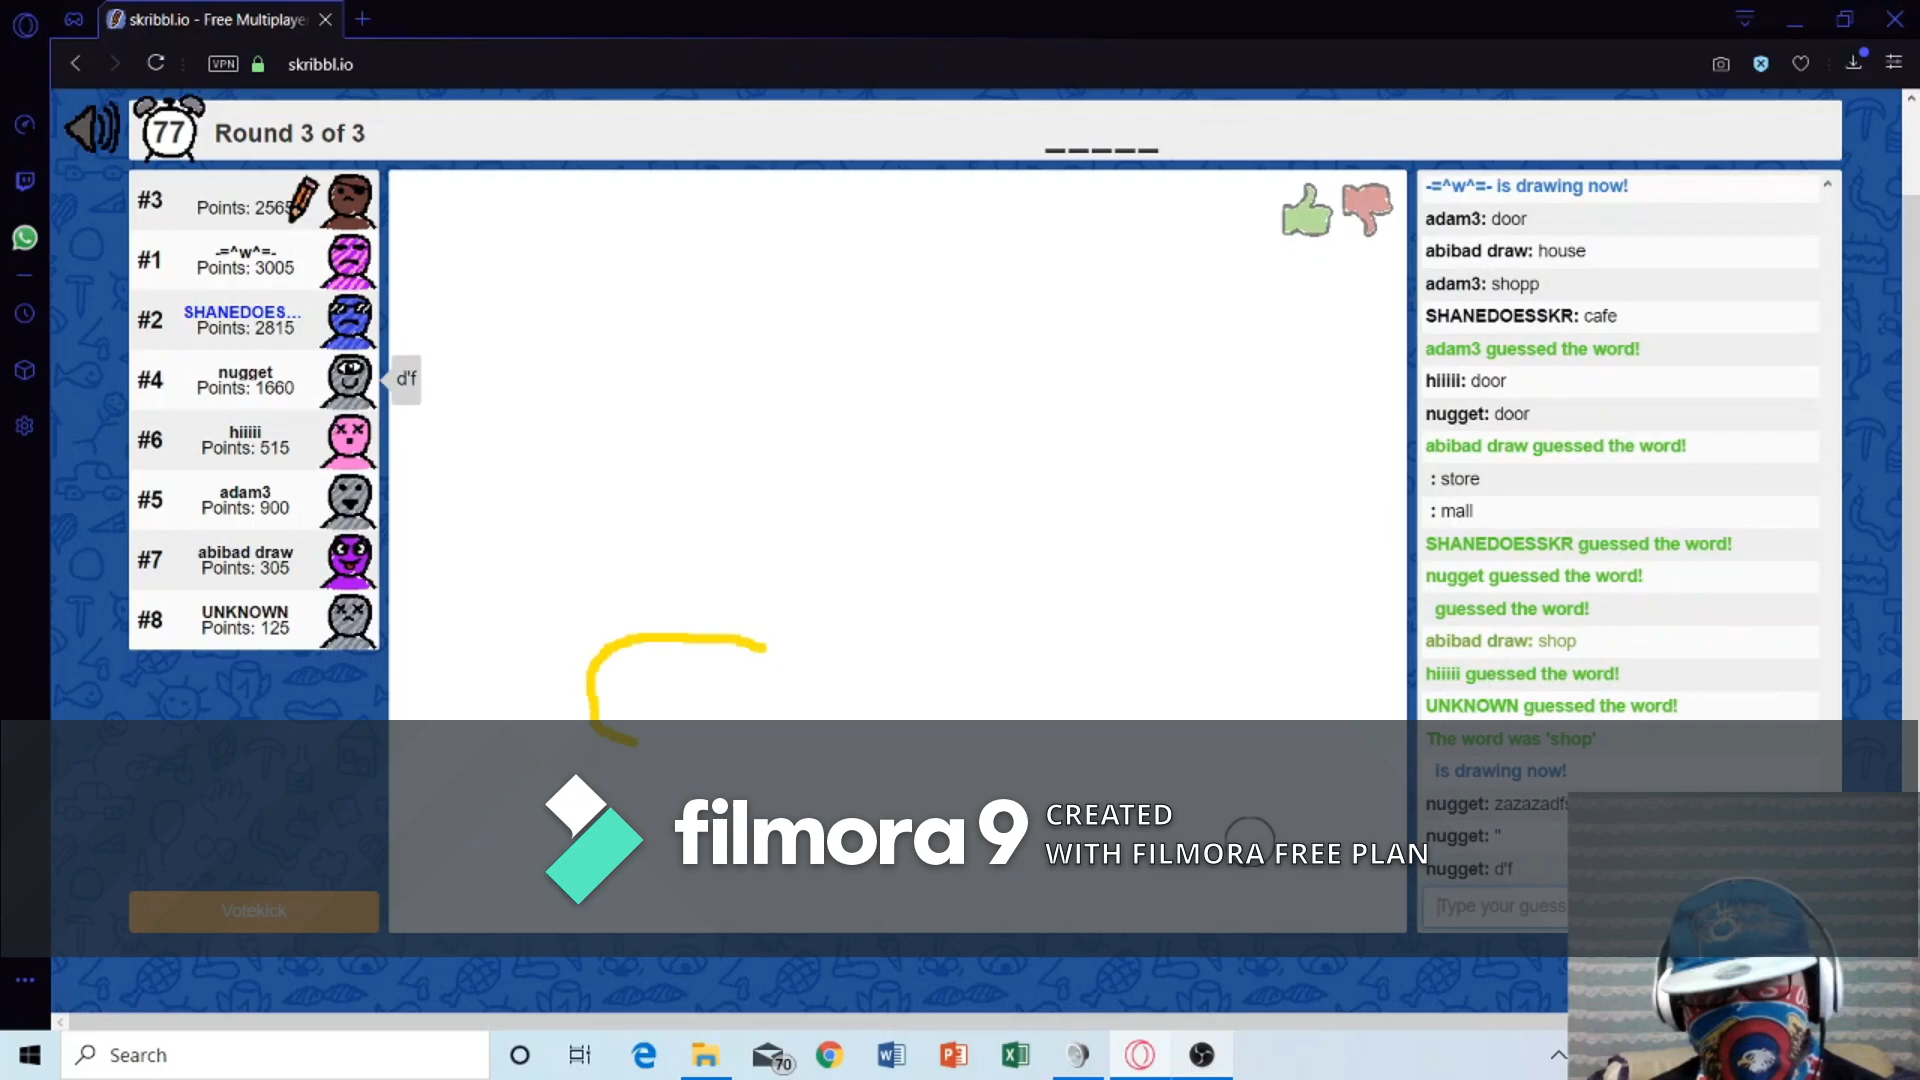 skribbl.io - Free Multiplaye
VPN
skribbl.io
77
Round 3 of 3
_____
#3
Points: 2565
#1
-=^w^=-
Points: 3005
#2
SHANEDOES...
Points: 2815
#4
nugget
Points: 1660
d'f
#6
hiiiii
Points: 515
#5
adam3
Points: 900
#7
abibad draw
Points: 305
#8
UNKNOWN
Points: 125
Votekick
-=^w^=- is drawing now!
adam3: door
abibad draw: house
adam3: shopp
SHANEDOESSKR: cafe
adam3 guessed the word!
hiiiii: door
nugget: door
abibad draw guessed the word!
: store
: mall
SHANEDOESSKR guessed the word!
nugget guessed the word!
guessed the word!
abibad draw: shop
hiiiii guessed the word!
UNKNOWN guessed the word!
The word was 'shop'
is drawing now!
nugget: zazazadfs
nugget: "
nugget: d'f
Type your guess
filmora9
CREATED
WITH FILMORA FREE PLAN
Search
70